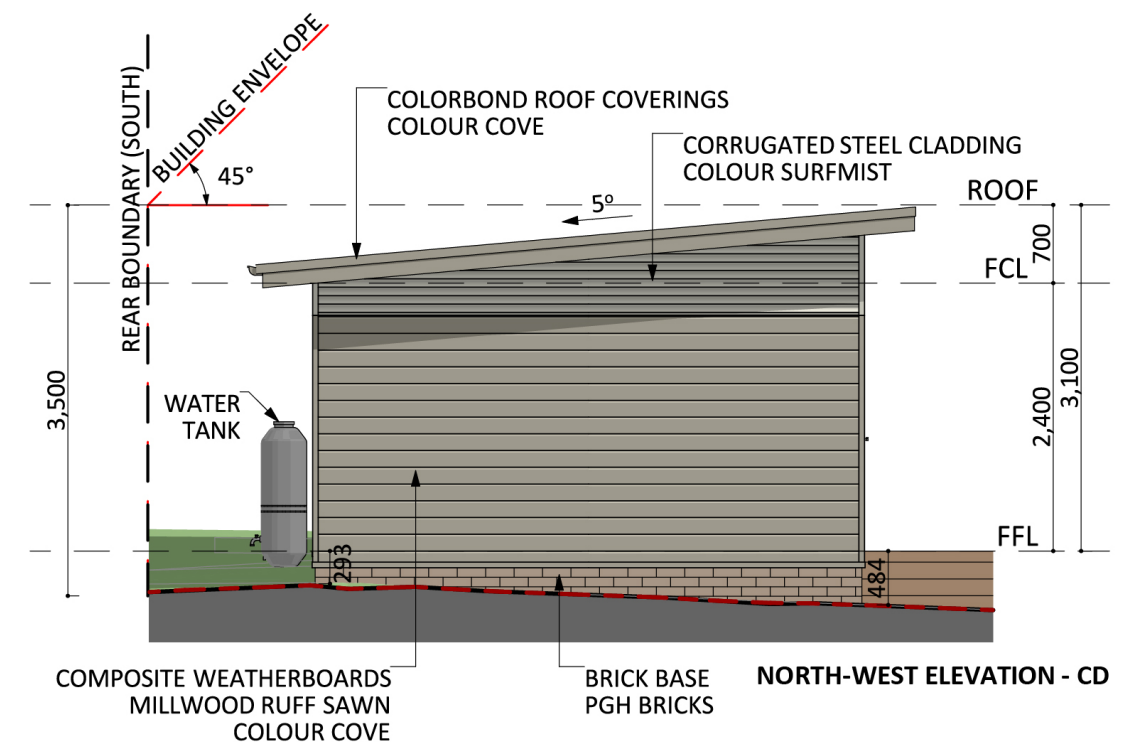 REAR BOUNDARY (SOUTH)
BUILDING ENVELOPE
45°
COLORBOND ROOF COVERINGS
COLOUR COVE
CORRUGATED STEEL CLADDING
COLOUR SURFMIST
5°
ROOF
700
FCL
3,500
WATER
TANK
2,400
3,100
FFL
293
484
COMPOSITE WEATHERBOARDS
MILLWOOD RUFF SAWN
COLOUR COVE
BRICK BASE
PGH BRICKS
NORTH-WEST ELEVATION - CD